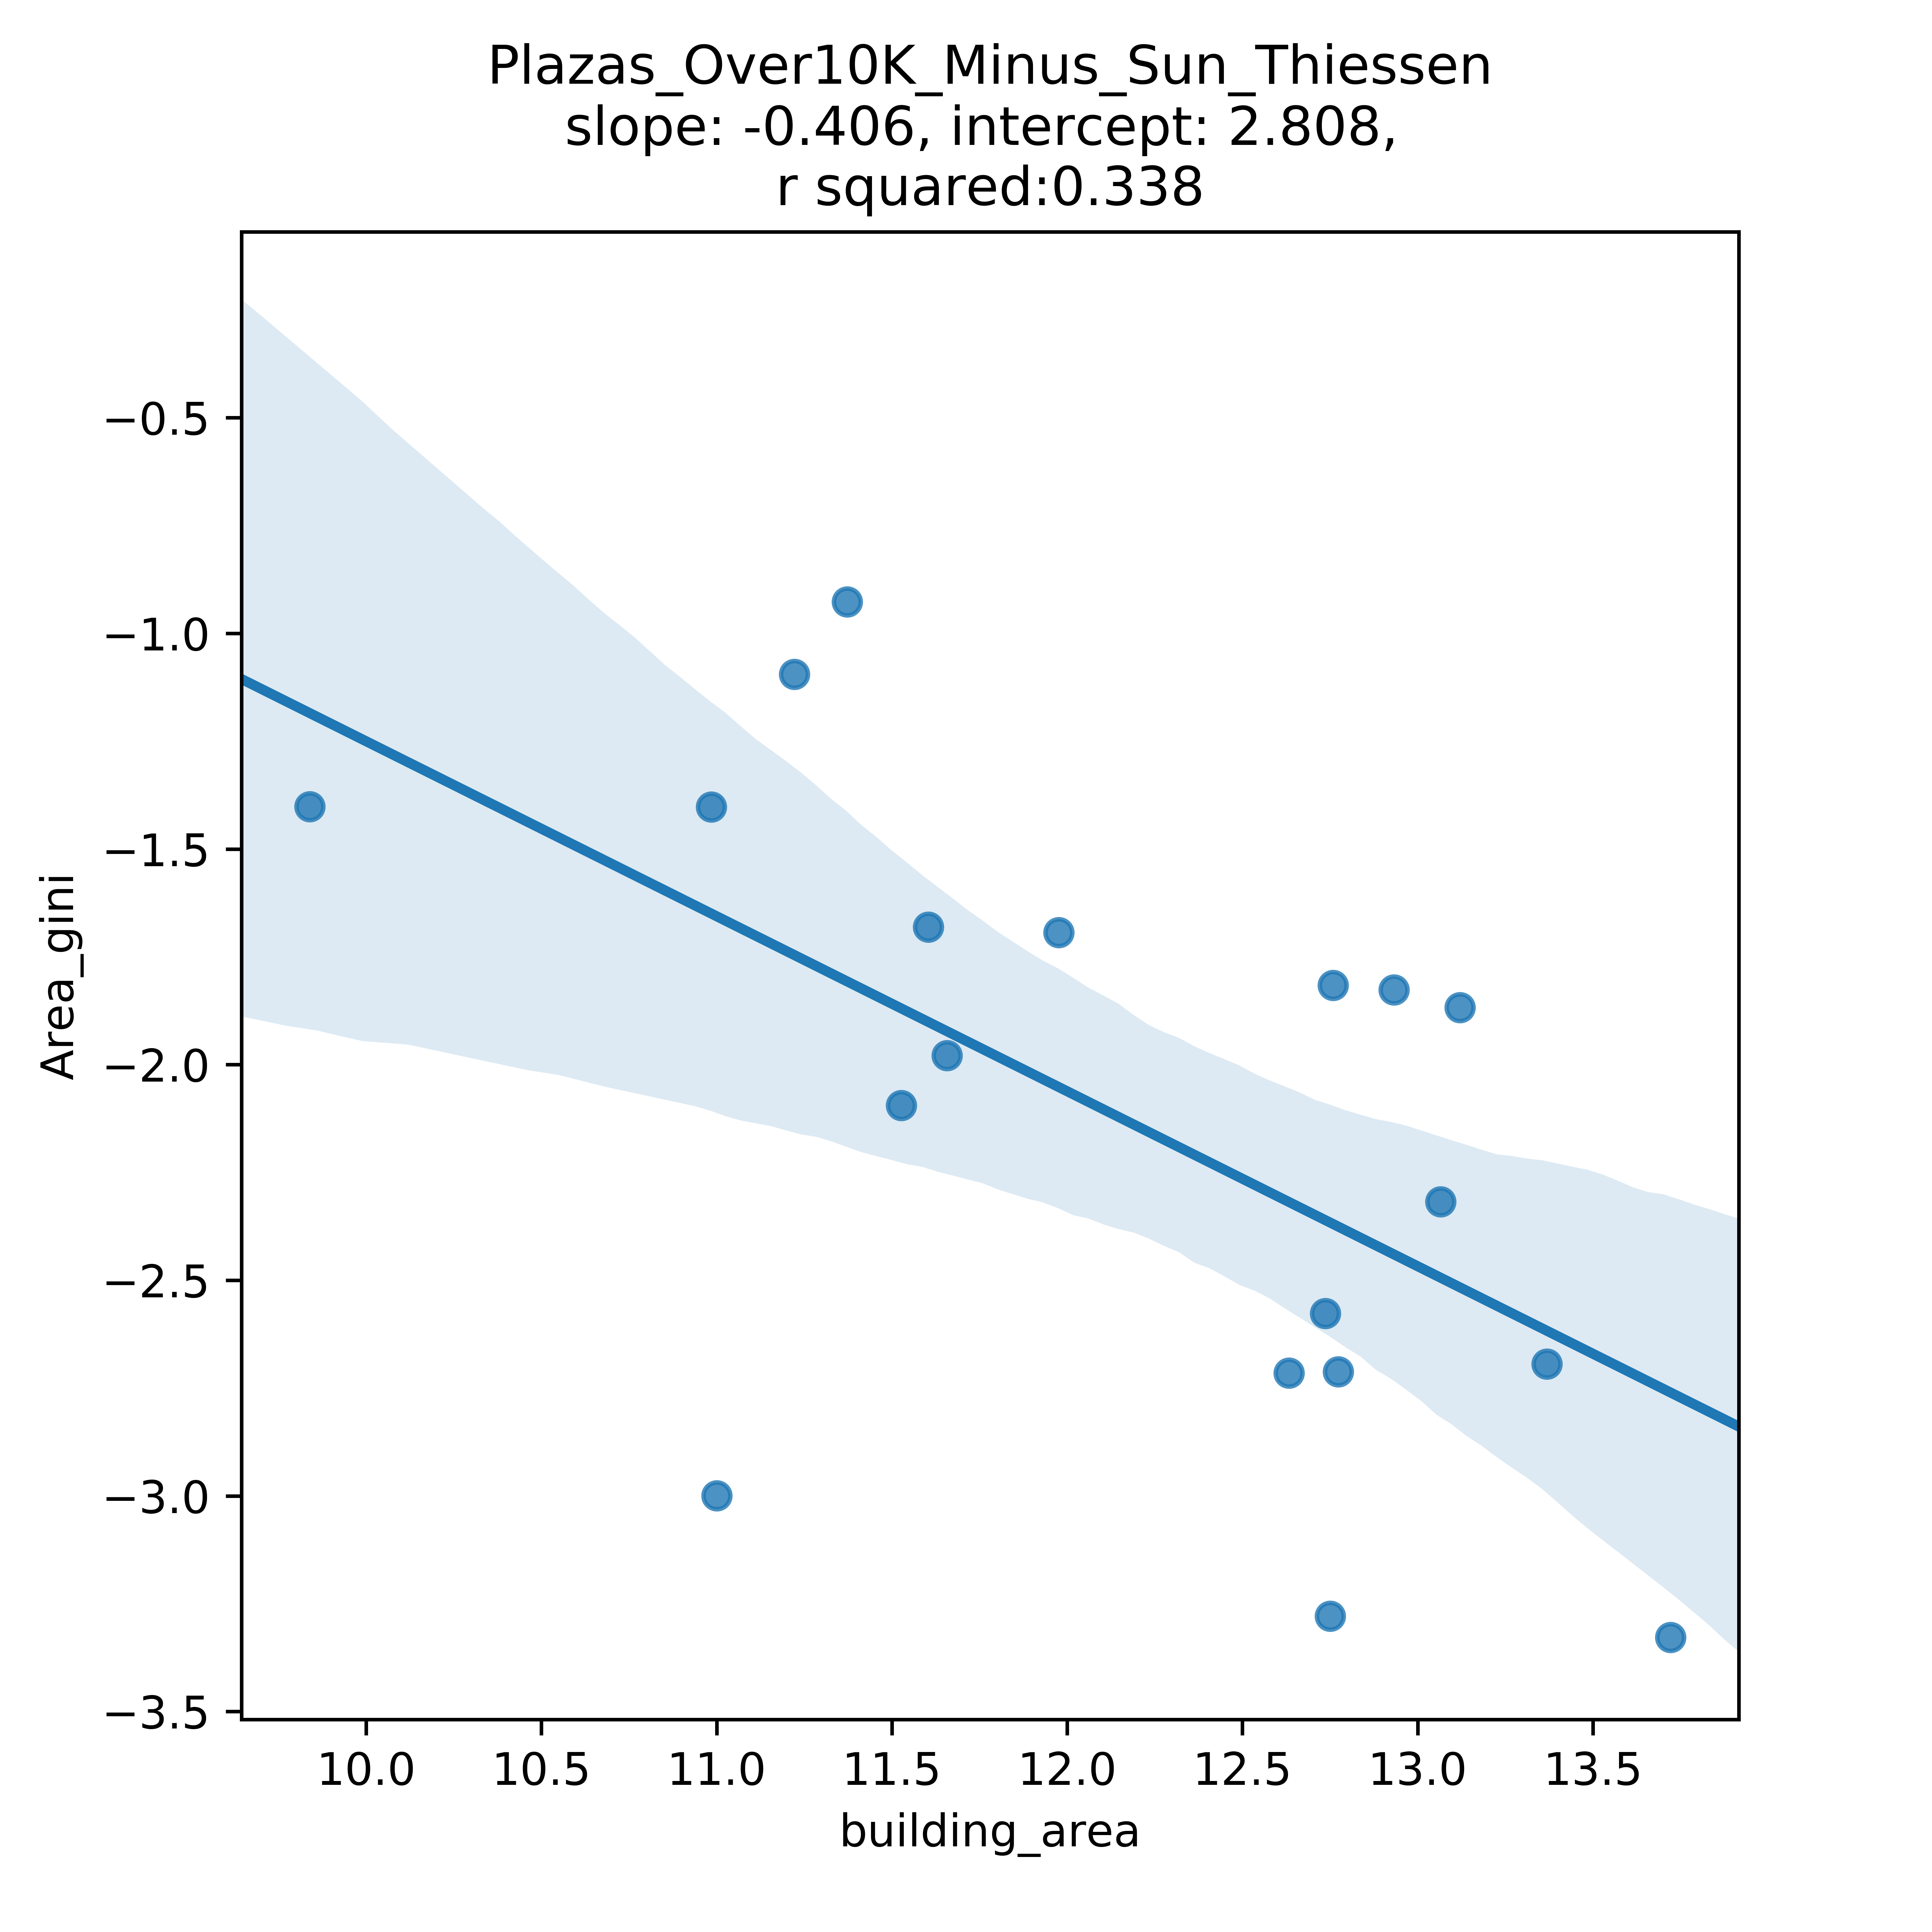 Plazas_Over10K_Minus_Sun_Thiessen
slope: -0.406, intercept: 2.808,
r squared:0.338
−0.5
−1.0
−1.5
−2.0
−2.5
−3.0
−3.5
Area_gini
10.0 10.5 11.0 11.5 12.0 12.5 13.0 13.5
building_area